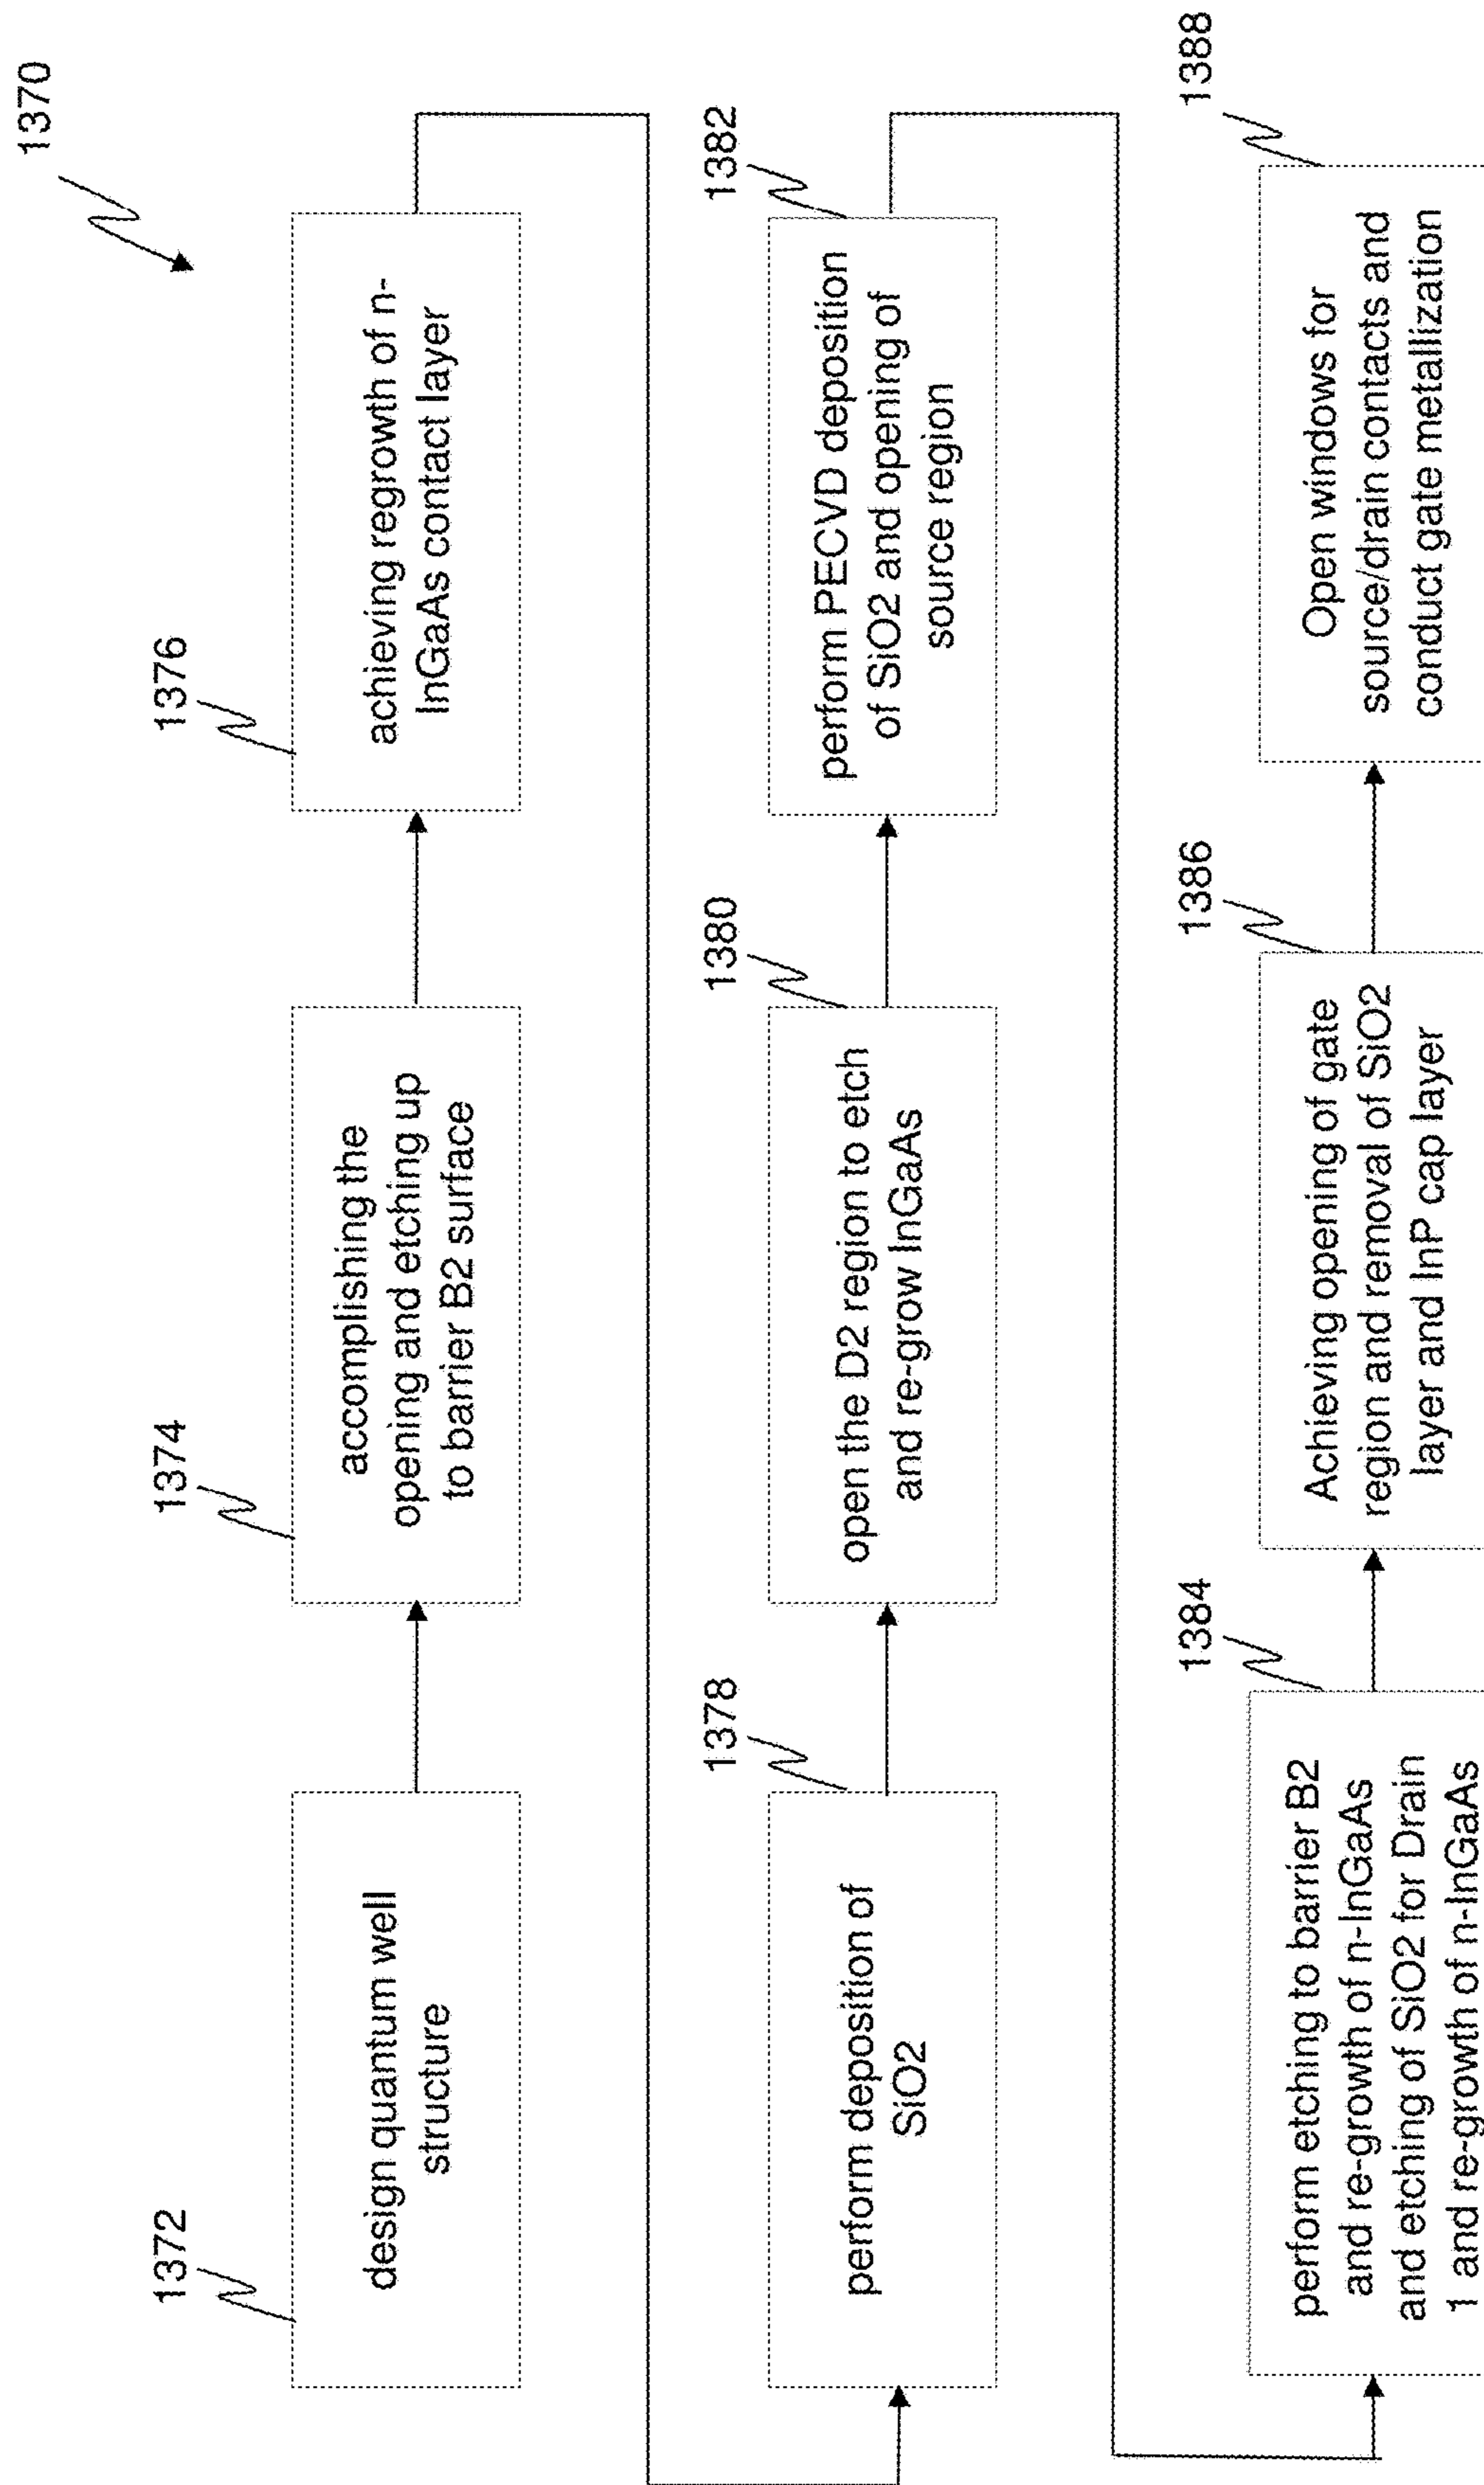 1370
1372
design quantum well
structure
1374
accomplishing the
opening and etching up
to barrier B2 surface
1376
achieving regrowth of n-
InGaAs contact layer
1378
perform deposition of
SiO2
1380
open the D2 region to etch
and re-grow InGaAs
1382
perform PECVD deposition
of SiO2 and opening of
source region
1384
perform etching to barrier B2
and re-growth of n-InGaAs
and etching of SiO2 for Drain
1 and re-growth of n-InGaAs
1386
Achieving opening of gate
region and removal of SiO2
layer and InP cap layer
1388
Open windows for
source/drain contacts and
conduct gate metallization